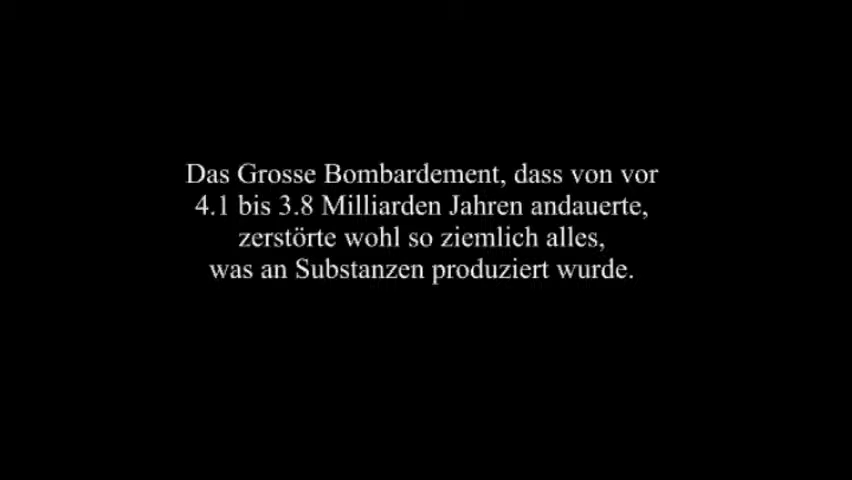 Das Grosse Bombardement, dass von vor
4.1 bis 3.8 Milliarden Jahren andauerte,
zerstörte wohl so ziemlich alles,
was an Substanzen produziert wurde.